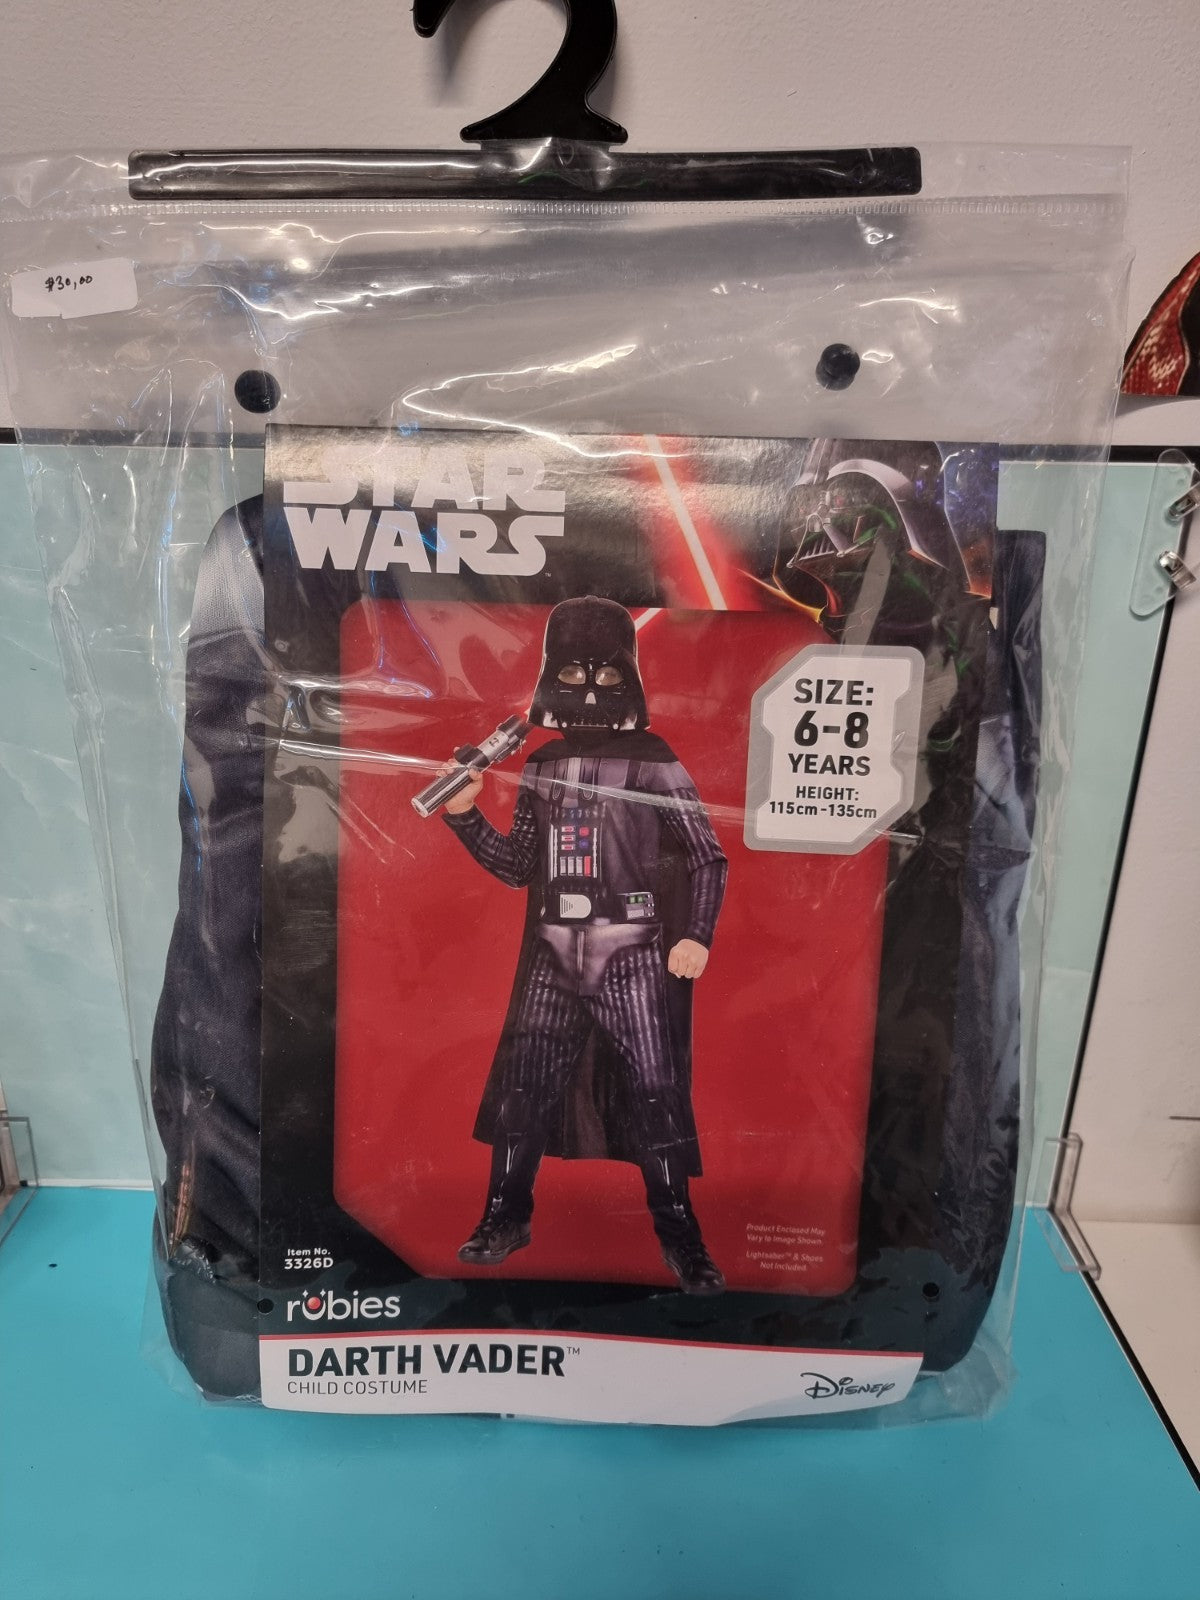 $30,00
STAR
WARS™
SIZE:
6-8
YEARS
HEIGHT:
115cm-135cm
Product Enclosed May
Vary to Image Shown.
Lightsaber™ & Shoes
Not Included.
Item No.
3326D
rubies
DARTH VADER™
CHILD COSTUME
Disney